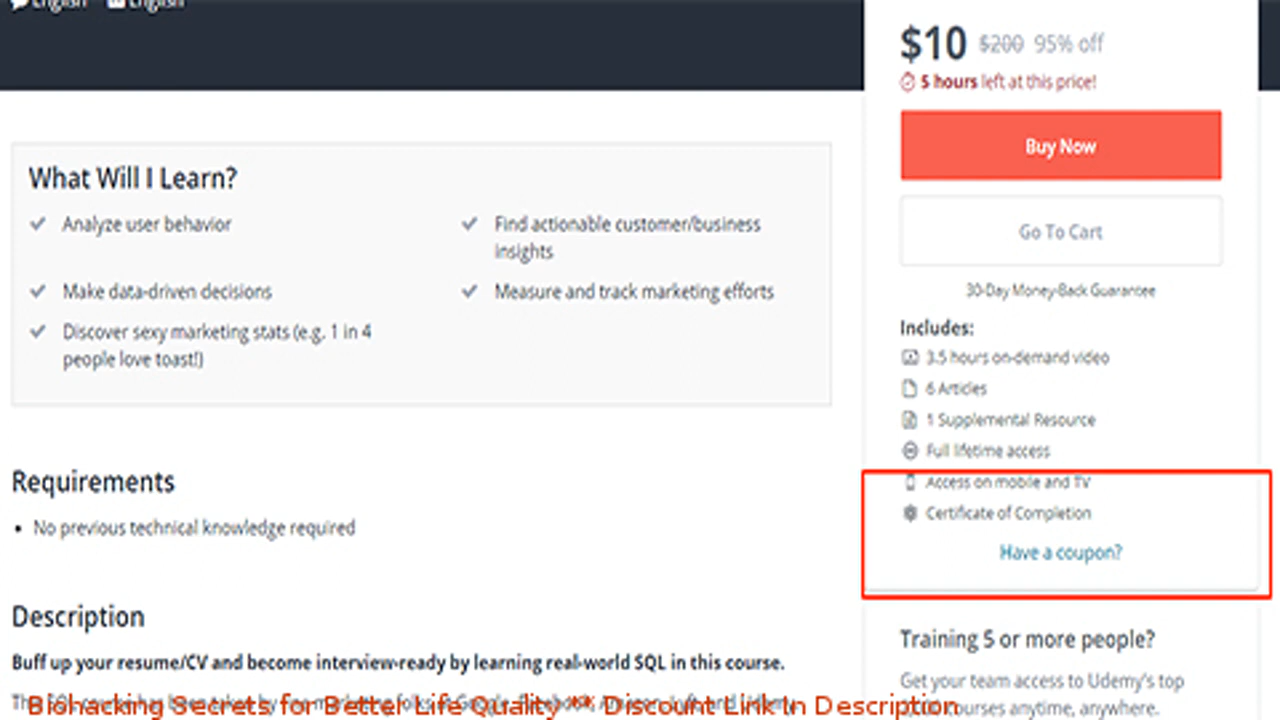 English English
What Will I Learn?
Analyze user behavior
Find actionable customer/business
insights
Make data-driven decisions
Measure and track marketing efforts
Discover sexy marketing stats (e.g. 1 in 4
people love toast!)
Requirements
No previous technical knowledge required
Description
Buff up your resume/CV and become interview-ready by learning real-world SQL in this course.
$10 $200 95% off
5 hours left at this price!
Buy Now
Go To Cart
30-Day Money-Back Guarantee
Includes:
3.5 hours on-demand video
6 Articles
1 Supplemental Resource
Full lifetime access
Access on mobile and TV
Certificate of Completion
Have a coupon?
Training 5 or more people?
Get your team access to Udemy's top
courses anytime, anywhere.
Biohacking Secrets for Bettel Life Quality Discount Link In Description